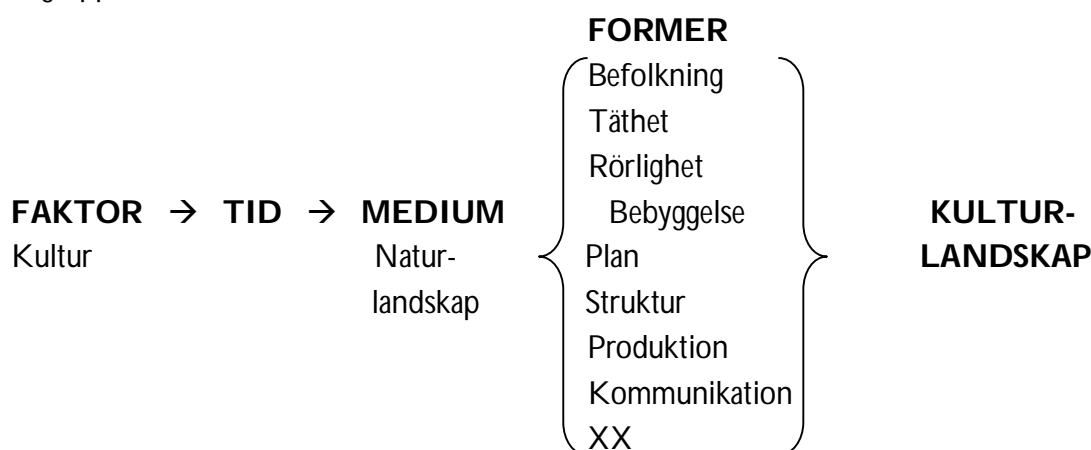 FORMER
Befolkning
Täthet
Rörlighet
FAKTOR → TID → MEDIUM Bebyggelse KULTUR-
Kultur Natur- Plan LANDSKAP
landskap Struktur
Produktion
Kommunikation
XX